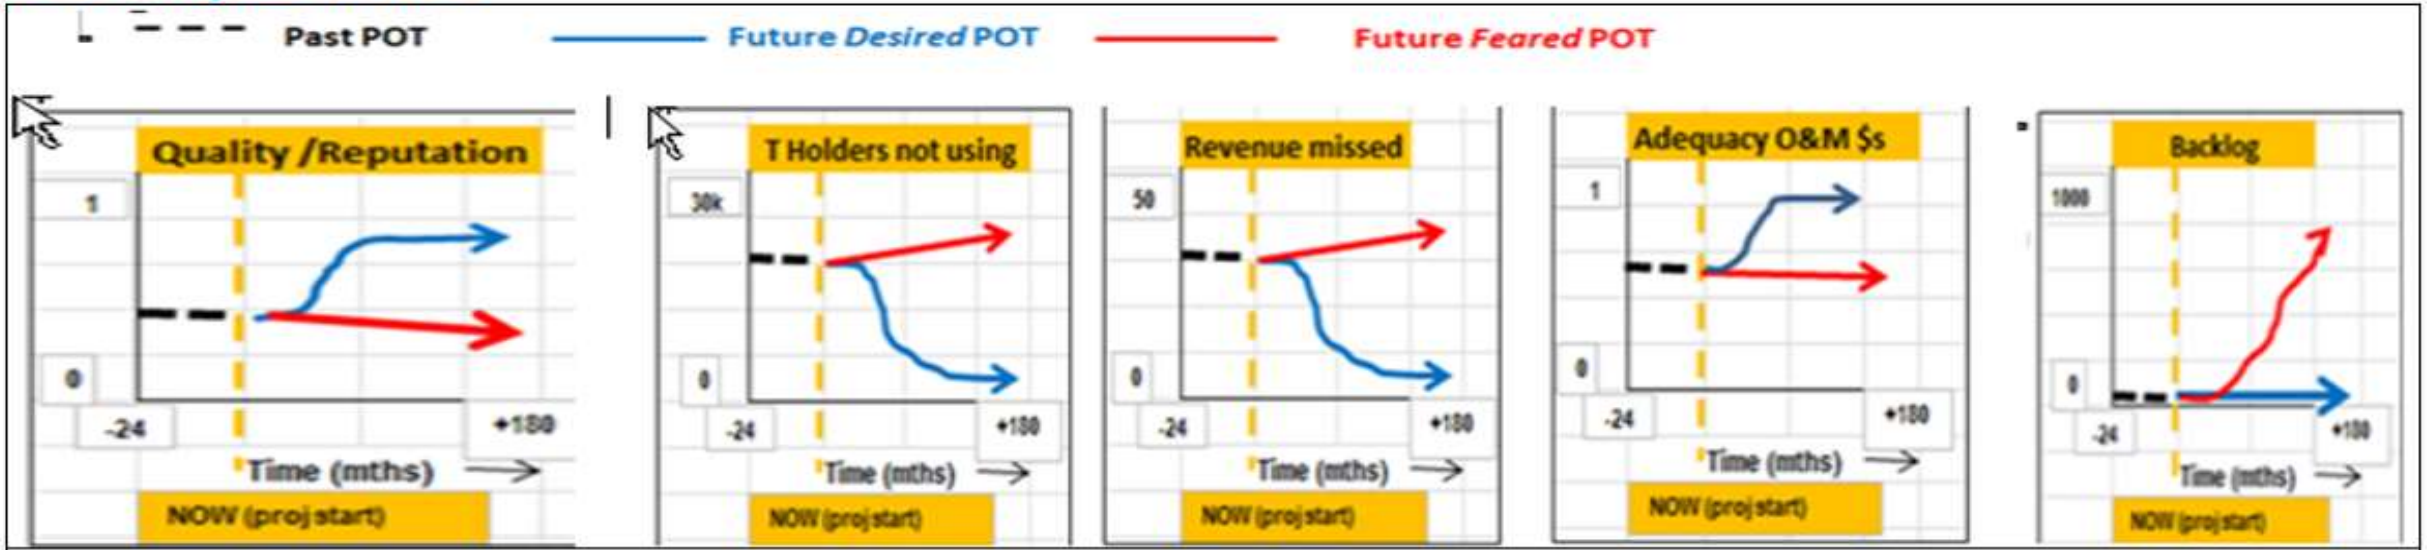 Past POT
Future Desired POT
Future Feared POT
Quality /Reputation
1
0
-24
+180
Time (mths)
NOW (proj start)
T Holders not using
30k
0
-24
+180
Time (mths)
NOW (proj start)
Revenue missed
50
0
-24
+180
Time (mths)
NOW (proj start)
Adequacy O&M $s
1
0
-24
+180
Time (mths)
NOW (proj start)
Backlog
1000
0
-24
+180
Time (mths)
NOW (proj start)